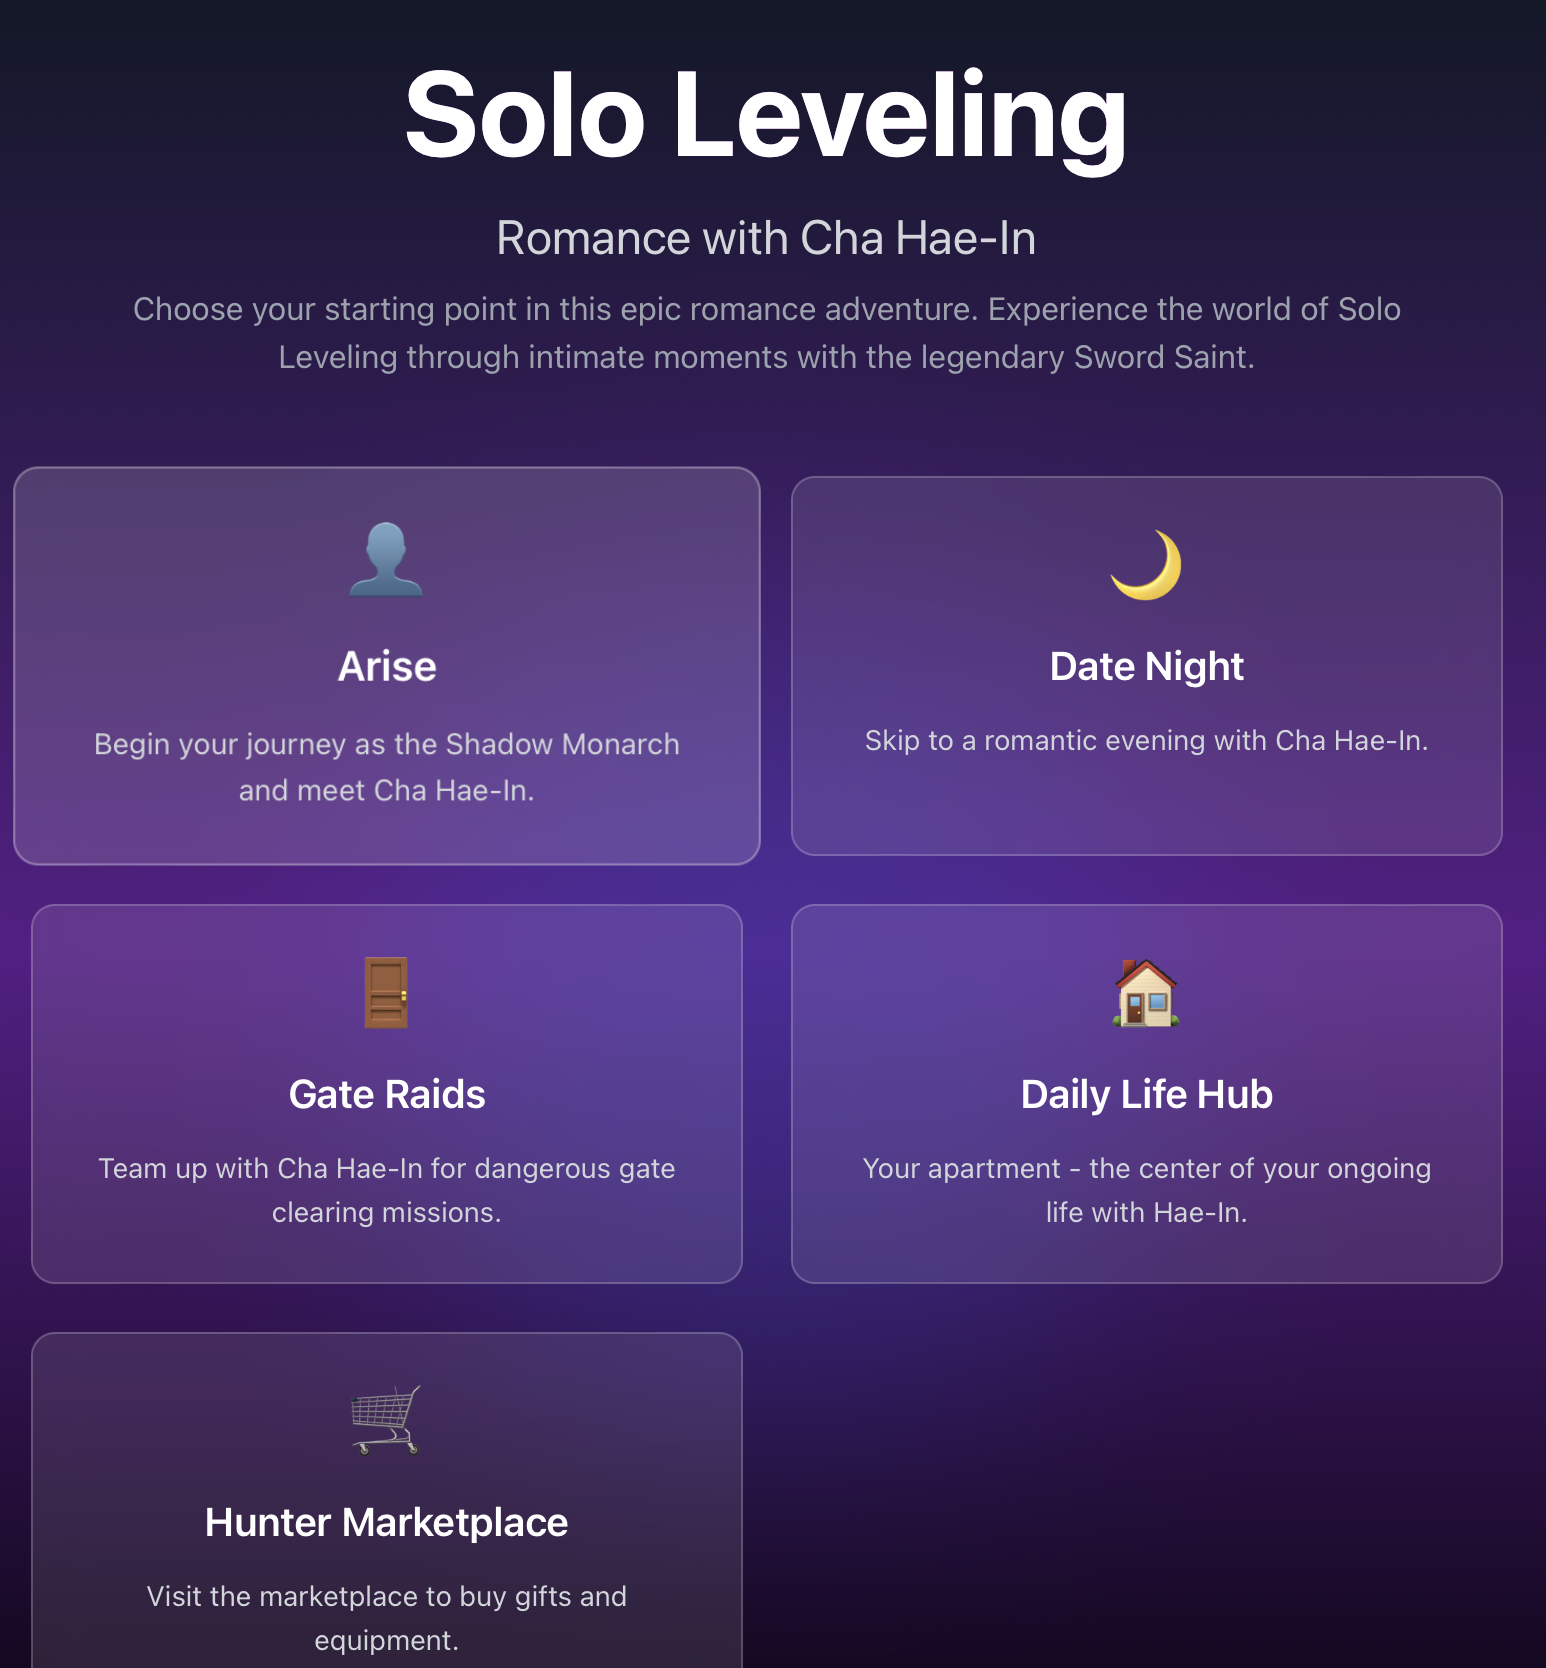 Solo Leveling
Romance with Cha Hae-In
Choose your starting point in this epic romance adventure. Experience the world of Solo
Leveling through intimate moments with the legendary Sword Saint.
Arise
Begin your journey as the Shadow Monarch
and meet Cha Hae-In.
Date Night
Skip to a romantic evening with Cha Hae-In.
Gate Raids
Team up with Cha Hae-In for dangerous gate
clearing missions.
Daily Life Hub
Your apartment - the center of your ongoing
life with Hae-In.
Hunter Marketplace
Visit the marketplace to buy gifts and
equipment.